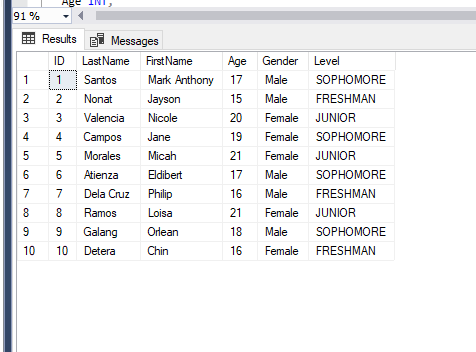 Age INT,
91 %
Results Messages
ID LastName FirstName Age Gender Level
1 1 Santos Mark Anthony 17 Male SOPHOMORE
2 2 Nonat Jayson 15 Male FRESHMAN
3 3 Valencia Nicole 20 Female JUNIOR
4 4 Campos Jane 19 Female SOPHOMORE
5 5 Morales Micah 21 Female JUNIOR
6 6 Atienza Eldibert 17 Male SOPHOMORE
7 7 Dela Cruz Philip 16 Male FRESHMAN
8 8 Ramos Loisa 21 Female JUNIOR
9 9 Galang Orlean 18 Male SOPHOMORE
10 10 Detera Chin 16 Female FRESHMAN